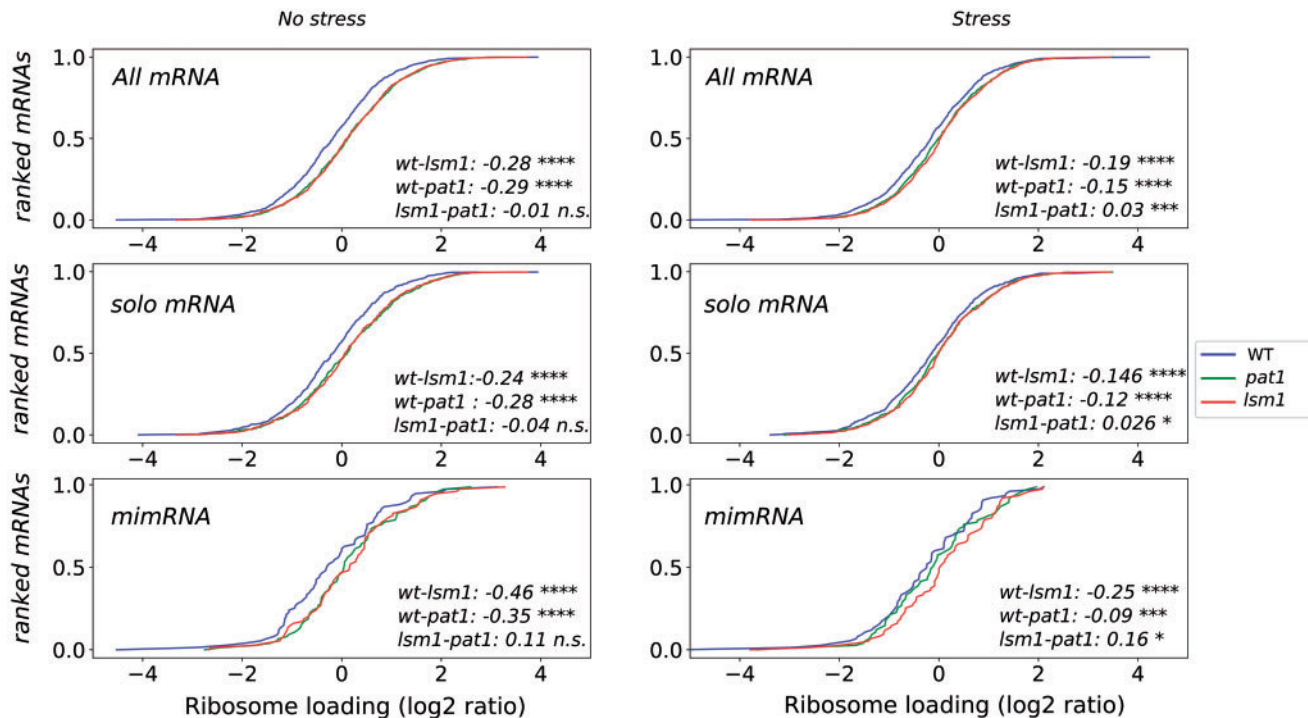 No stress
Stress
ranked mRNAs
1.0
0.5
0.0
All mRNA
wt-lsm1: -0.28 ****
wt-pat1: -0.29 ****
lsm1-pat1: -0.01 n.s.
−4 −2 0 2 4
1.0
0.5
0.0
All mRNA
wt-lsm1: -0.19 ****
wt-pat1: -0.15 ****
lsm1-pat1: 0.03 ***
−4 −2 0 2 4
ranked mRNAs
1.0
0.5
0.0
solo mRNA
wt-lsm1:-0.24 ****
wt-pat1 : -0.28 ****
lsm1-pat1: -0.04 n.s.
−4 −2 0 2 4
1.0
0.5
0.0
solo mRNA
wt-lsm1: -0.146 ****
wt-pat1: -0.12 ****
lsm1-pat1: 0.026 *
−4 −2 0 2 4
WT
pat1
lsm1
ranked mRNAs
1.0
0.5
0.0
mimRNA
wt-lsm1: -0.46 ****
wt-pat1: -0.35 ****
lsm1-pat1: 0.11 n.s.
−4 −2 0 2 4
Ribosome loading (log2 ratio)
1.0
0.5
0.0
mimRNA
wt-lsm1: -0.25 ****
wt-pat1: -0.09 ***
lsm1-pat1: 0.16 *
−4 −2 0 2 4
Ribosome loading (log2 ratio)